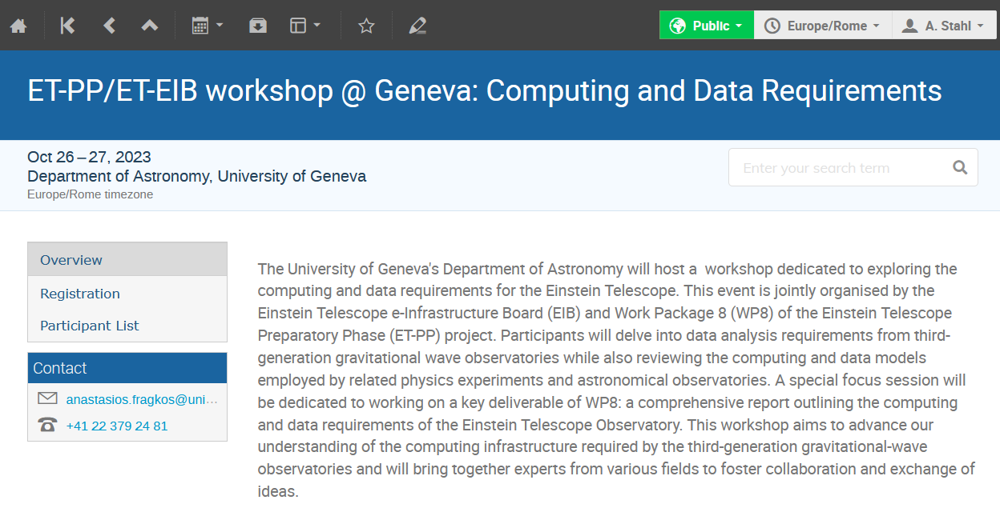 Public
Europe/Rome
A. Stahl
ET-PP/ET-EIB workshop @ Geneva: Computing and Data Requirements
Oct 26 – 27, 2023
Department of Astronomy, University of Geneva
Europe/Rome timezone
Enter your search term
Overview
Registration
Participant List
Contact
anastasios.fragkos@uni...
+41 22 379 24 81
The University of Geneva's Department of Astronomy will host a  workshop dedicated to exploring the
computing and data requirements for the Einstein Telescope. This event is jointly organised by the
Einstein Telescope e-Infrastructure Board (EIB) and Work Package 8 (WP8) of the Einstein Telescope
Preparatory Phase (ET-PP) project. Participants will delve into data analysis requirements from third-
generation gravitational wave observatories while also reviewing the computing and data models
employed by related physics experiments and astronomical observatories. A special focus session will
be dedicated to working on a key deliverable of WP8: a comprehensive report outlining the computing
and data requirements of the Einstein Telescope Observatory. This workshop aims to advance our
understanding of the computing infrastructure required by the third-generation gravitational-wave
observatories and will bring together experts from various fields to foster collaboration and exchange of
ideas.